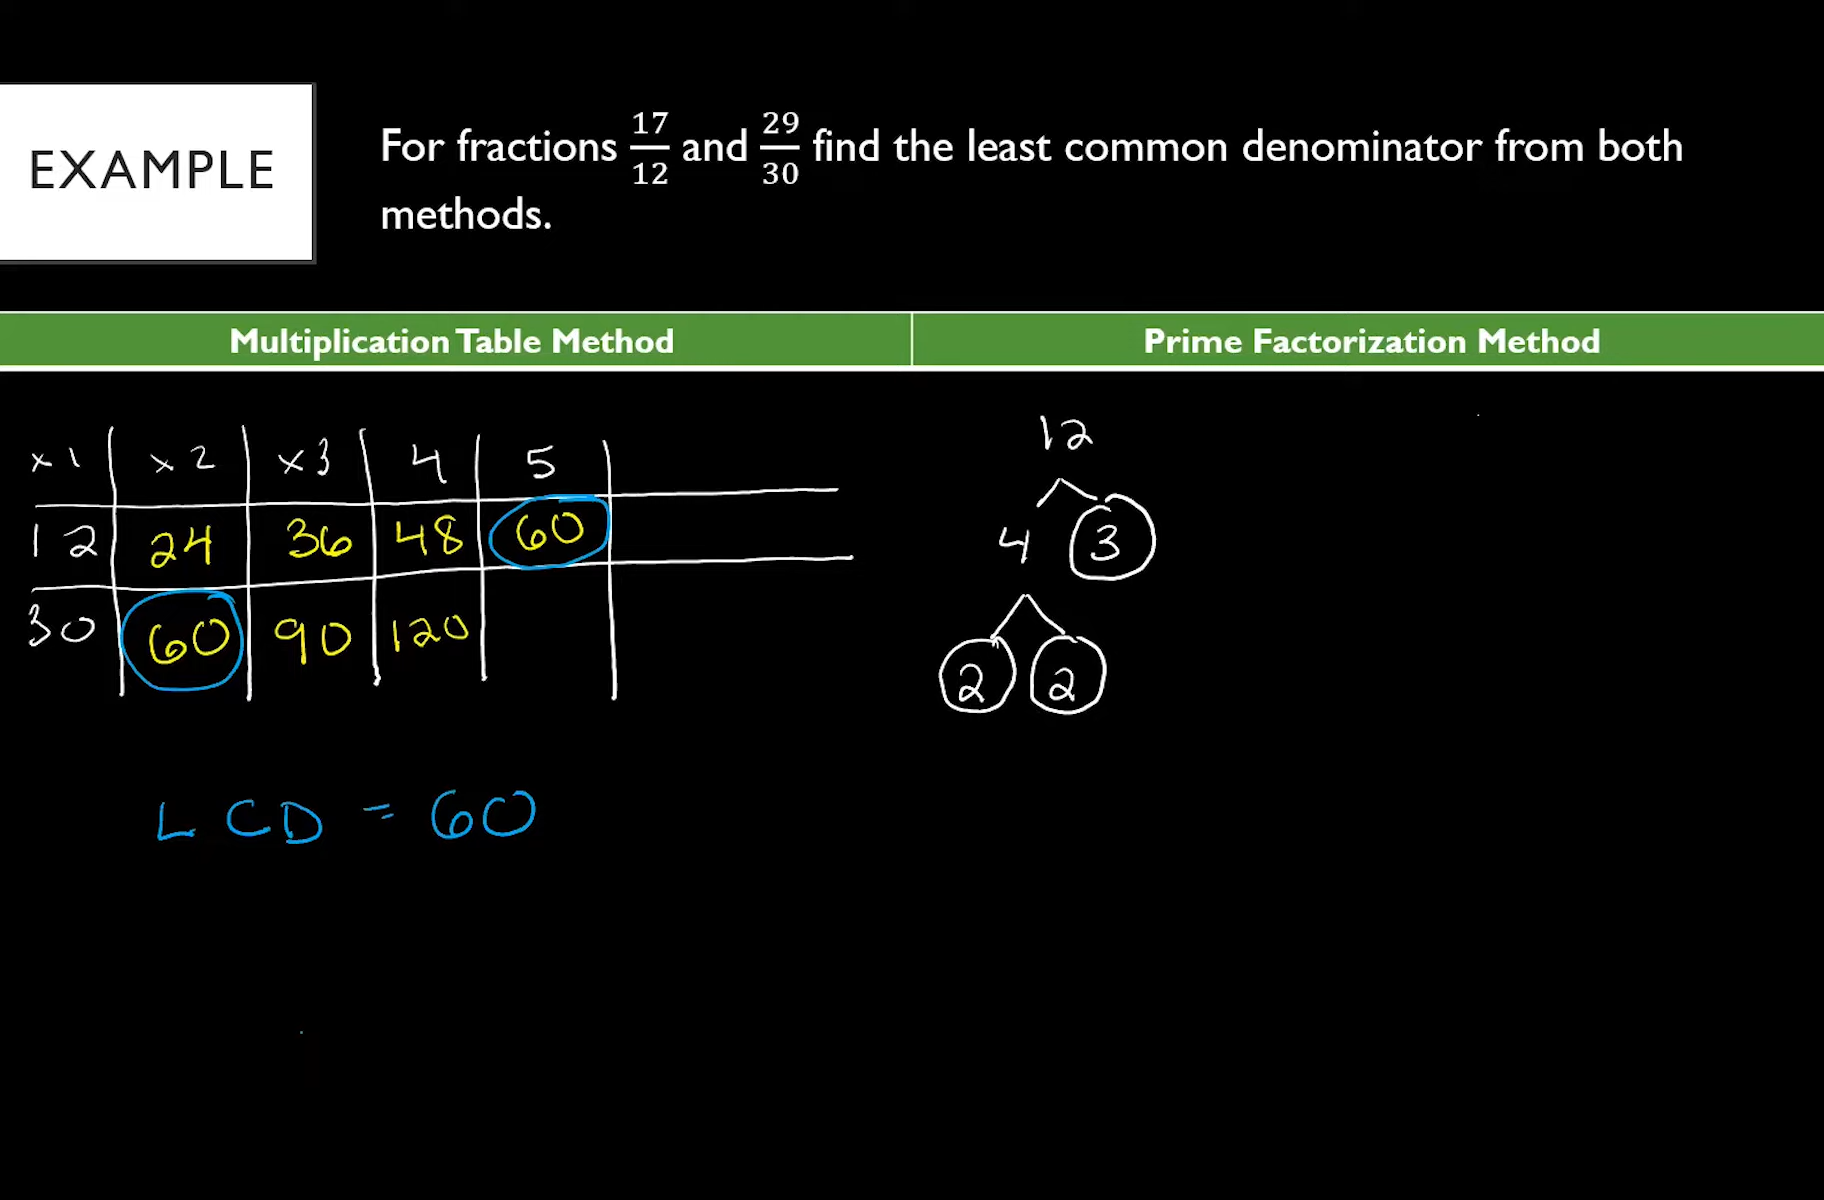 EXAMPLE
For fractions 17/12 and 29/30 find the least common denominator from both
methods.
Multiplication Table Method
Prime Factorization Method
x 1 x 2 x 3 4 5
12 24 36 48 60
30 60 90 120
LCD = 60
12
4 3
2 2